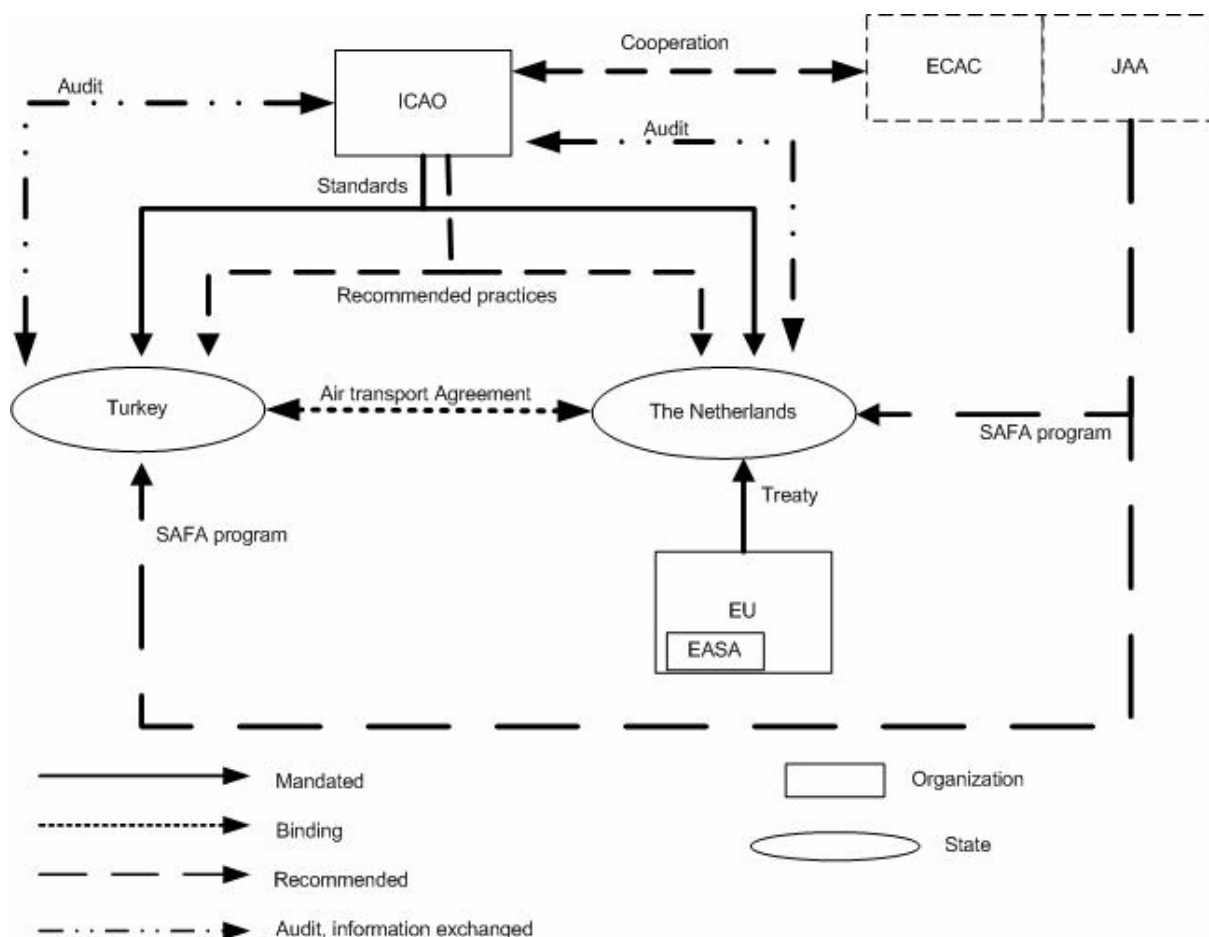 Cooperation
ECAC
JAA
Audit
ICAO
Audit
Standards
Recommended practices
Air transport Agreement
Turkey
The Netherlands
SAFA program
Treaty
SAFA program
EU
EASA
Mandated
Organization
Binding
State
Recommended
Audit, information exchanged